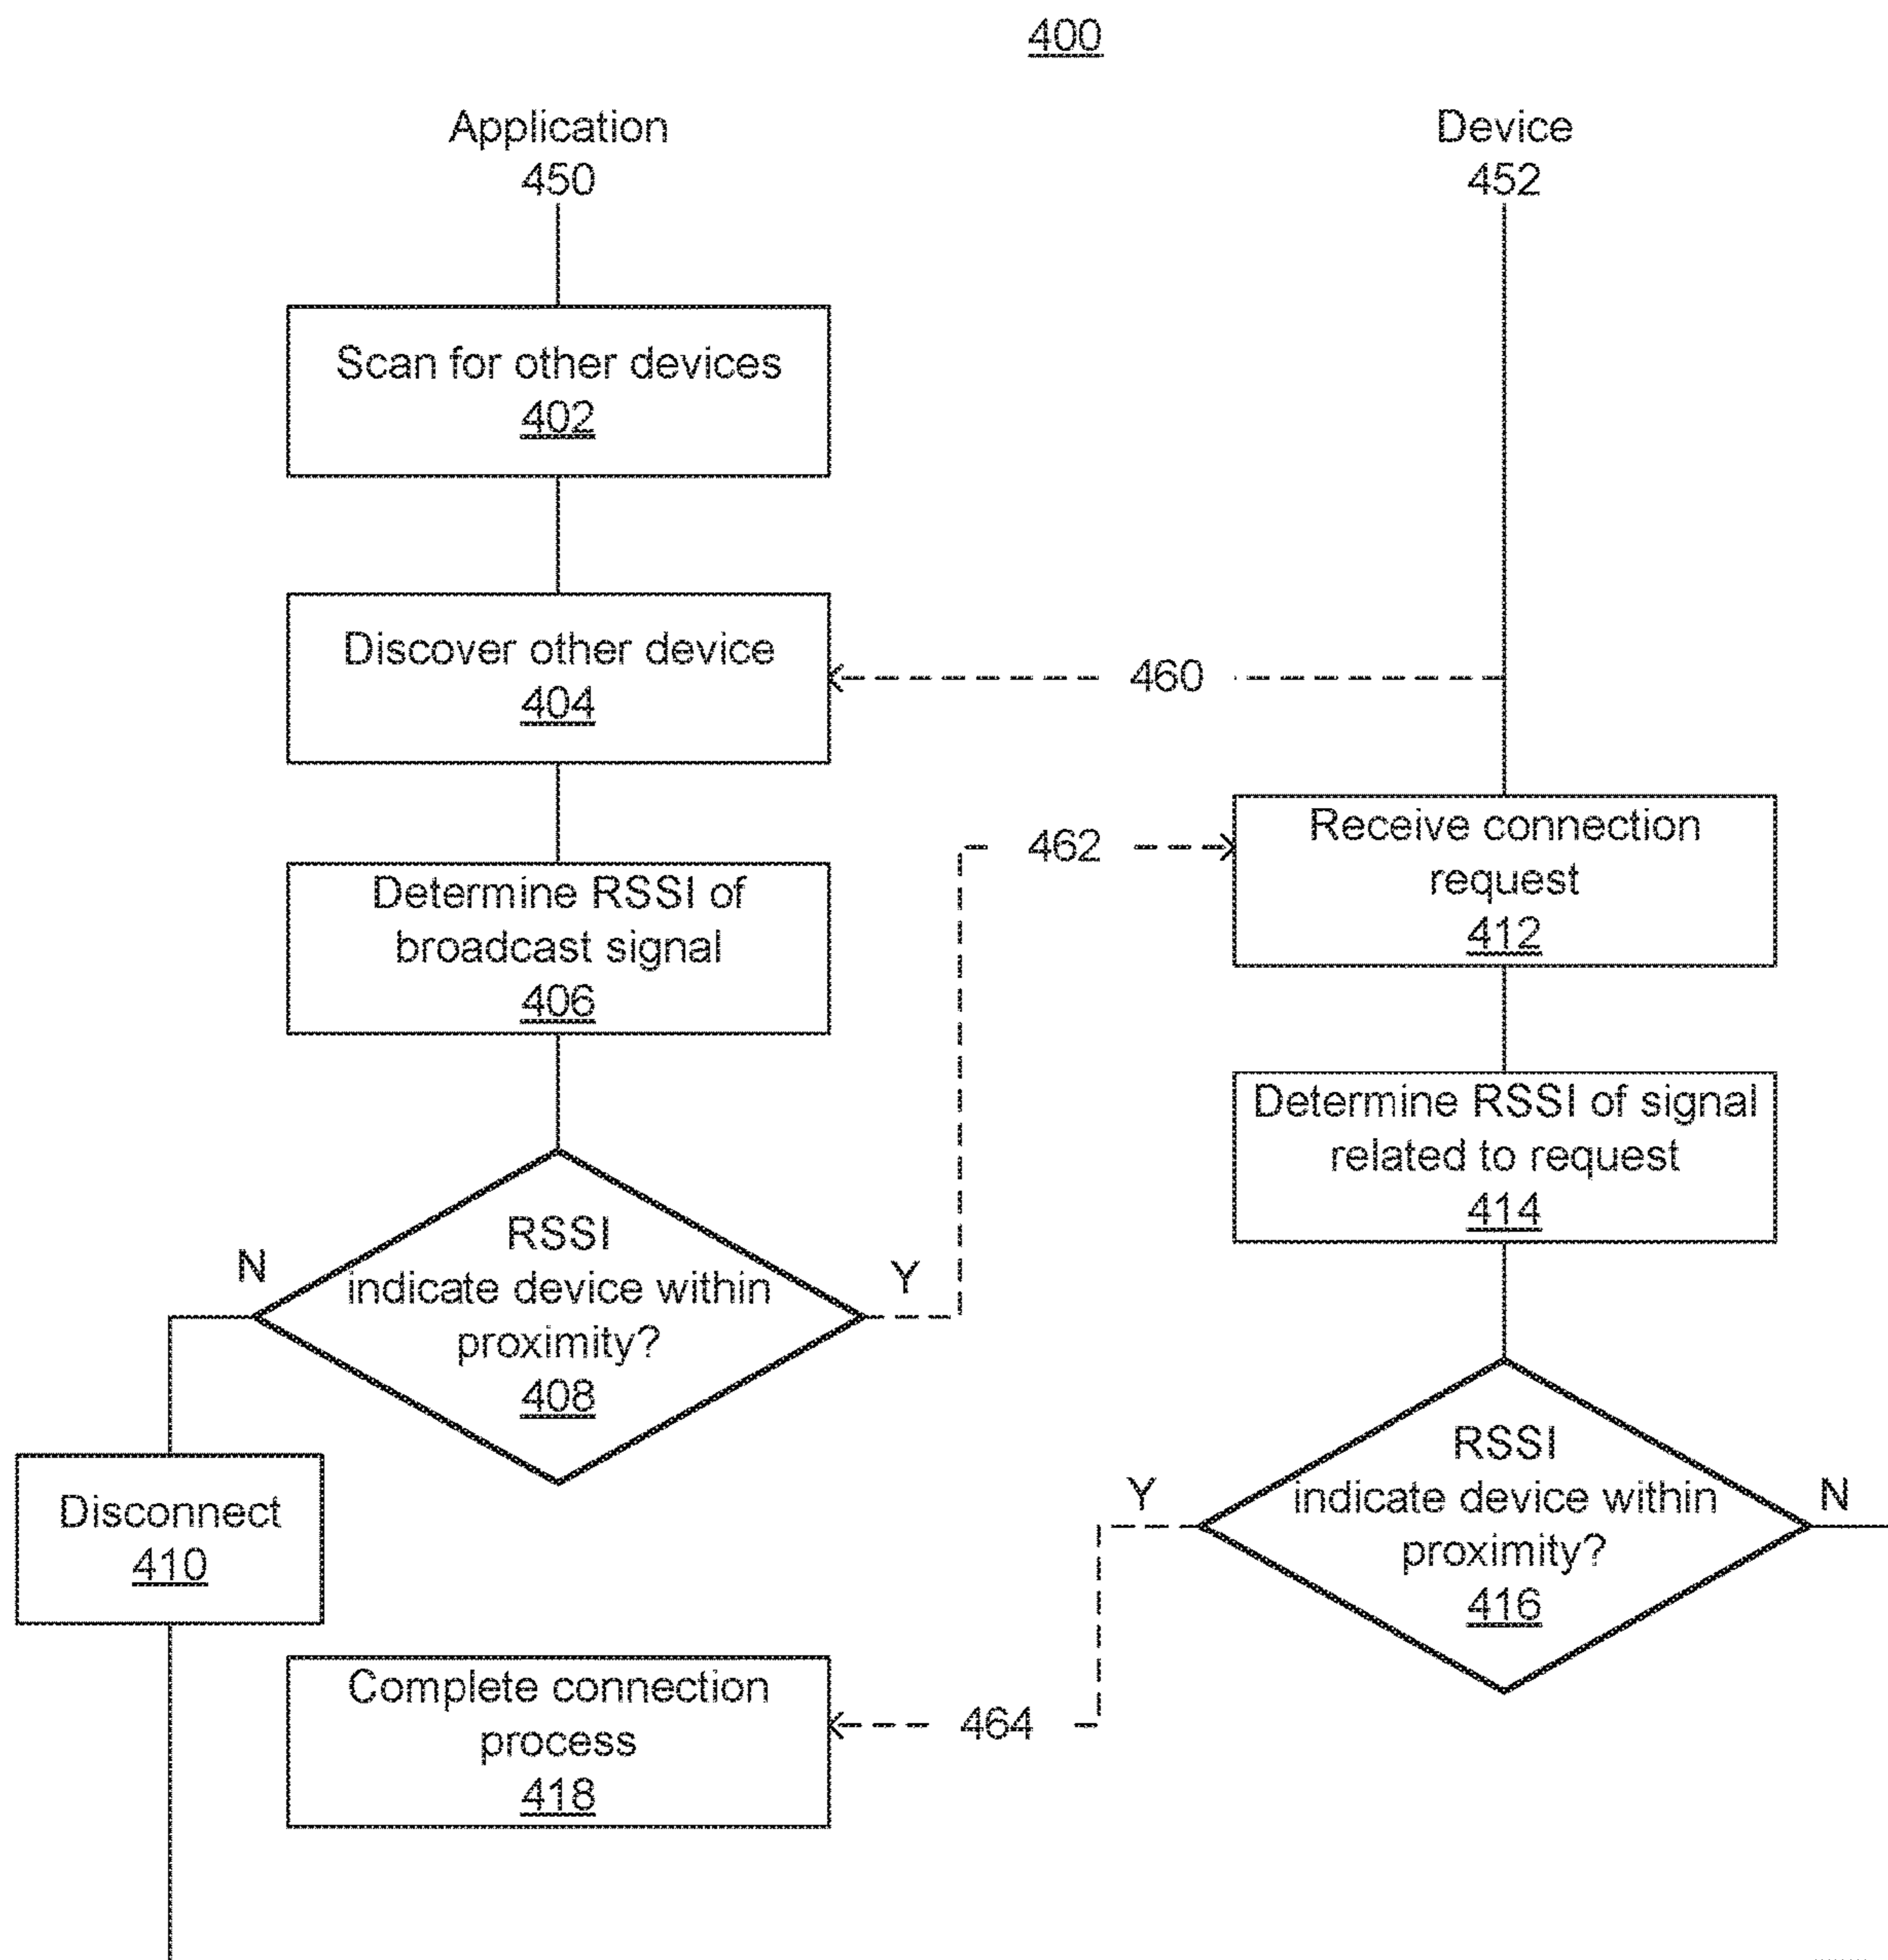 400
Application
450
Device
452
Scan for other devices
402
Discover other device
404
460
Receive connection
request
412
462
Determine RSSI of
broadcast signal
406
Determine RSSI of signal
related to request
414
RSSI
indicate device within
proximity?
408
N
Y
RSSI
indicate device within
proximity?
416
Y
N
Disconnect
410
Complete connection
process
418
464